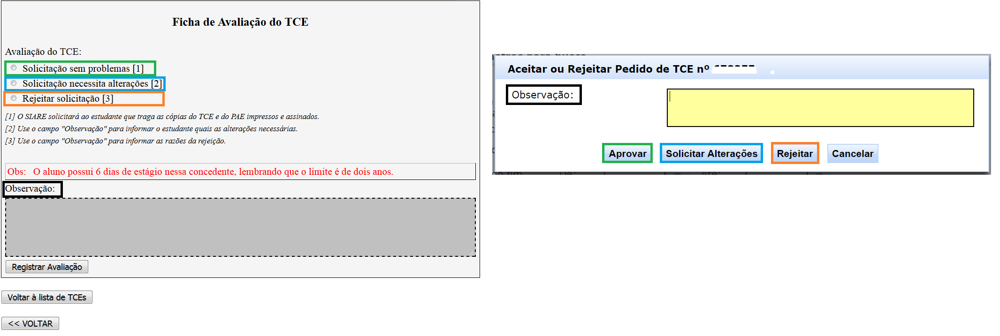 Ficha de Avaliação do TCE
Avaliação do TCE:
Solicitação sem problemas [1]
Solicitação necessita alterações [2]
Rejeitar solicitação [3]
[1] O SIARE solicitará ao estudante que traga as cópias do TCE e do PAE impressos e assinados.
[2] Use o campo "Observação" para informar o estudante quais as alterações necessárias.
[3] Use o campo "Observação" para informar as razões da rejeição.
Obs: O aluno possui 6 dias de estágio nessa concedente, lembrando que o limite é de dois anos.
Observação:
Registrar Avaliação
Voltar à lista de TCEs
<< VOLTAR
Aceitar ou Rejeitar Pedido de TCE nº
Observação:
Aprovar
Solicitar Alterações
Rejeitar
Cancelar